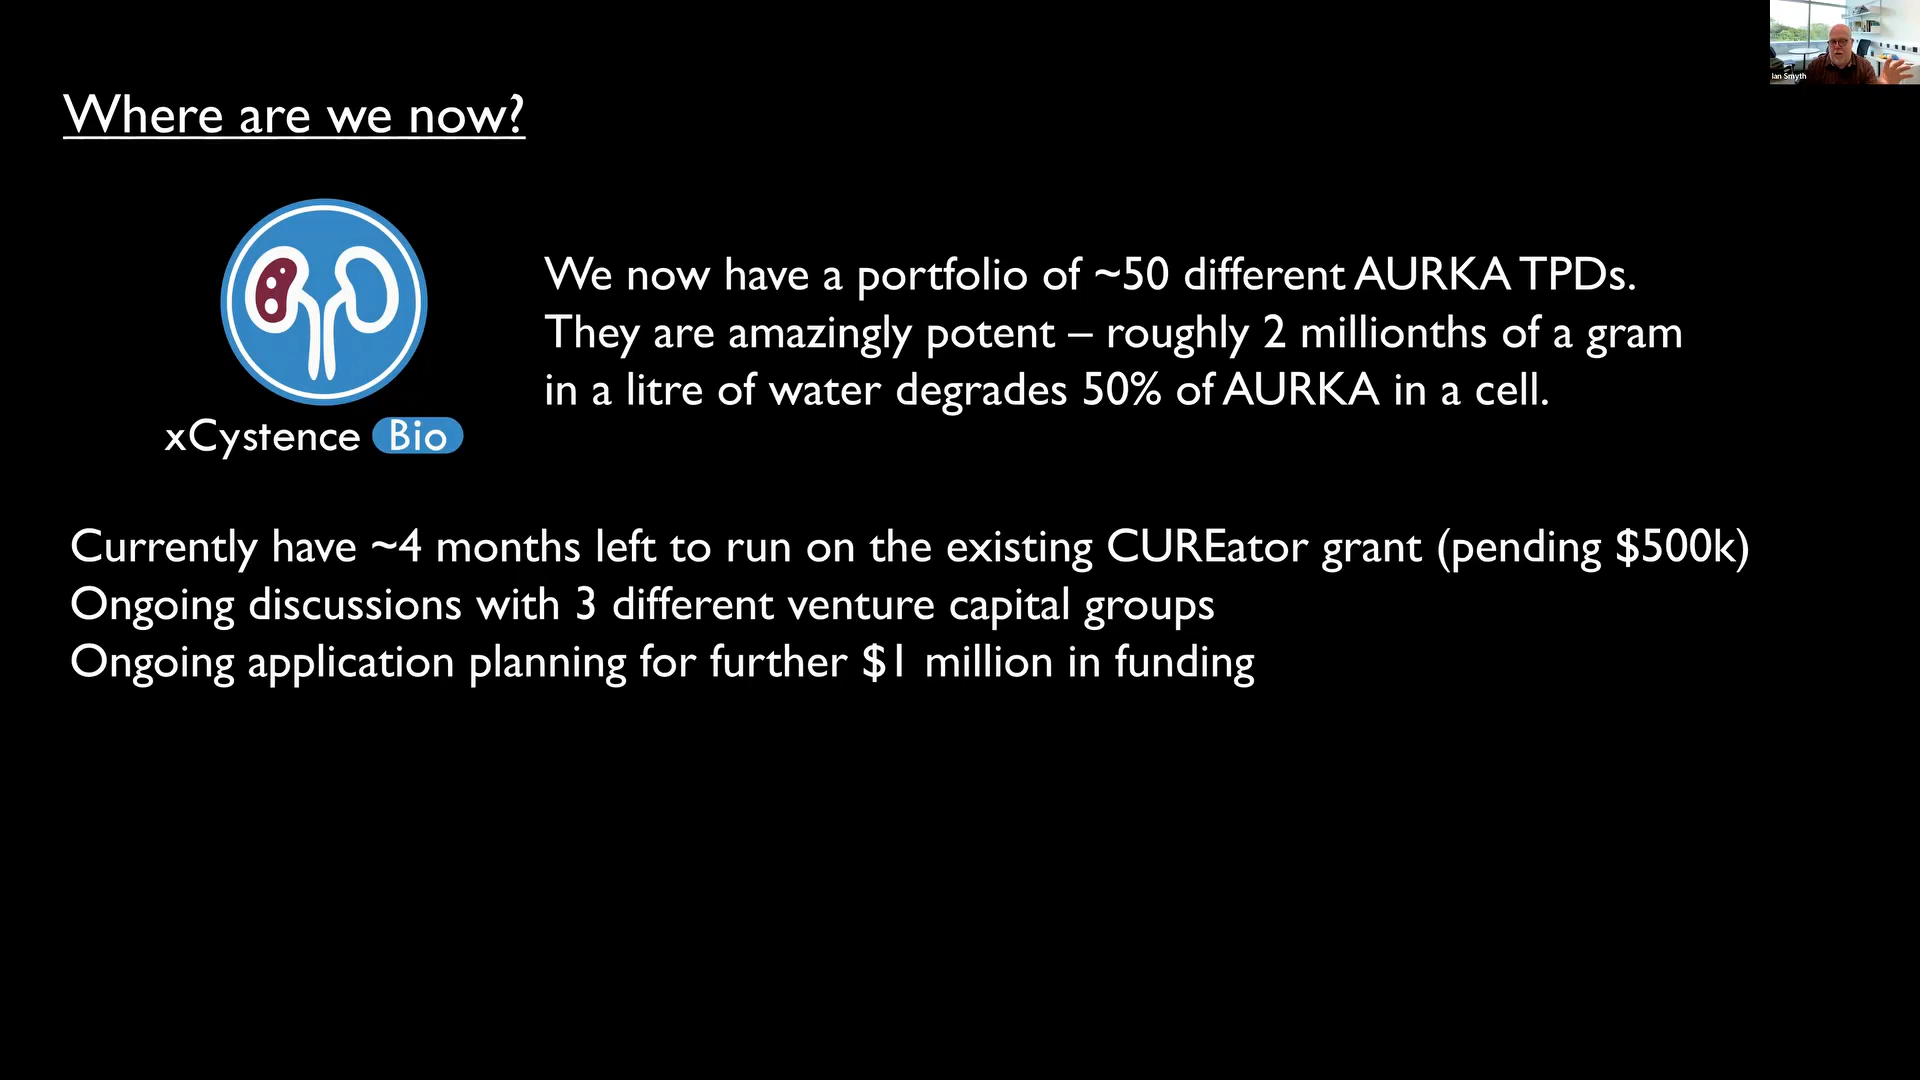 Ian Smyth
Where are we now?
We now have a portfolio of ~50 different AURKA TPDs.
They are amazingly potent – roughly 2 millionths of a gram
in a litre of water degrades 50% of AURKA in a cell.
xCystence Bio
Currently have ~4 months left to run on the existing CUREator grant (pending $500k)
Ongoing discussions with 3 different venture capital groups
Ongoing application planning for further $1 million in funding